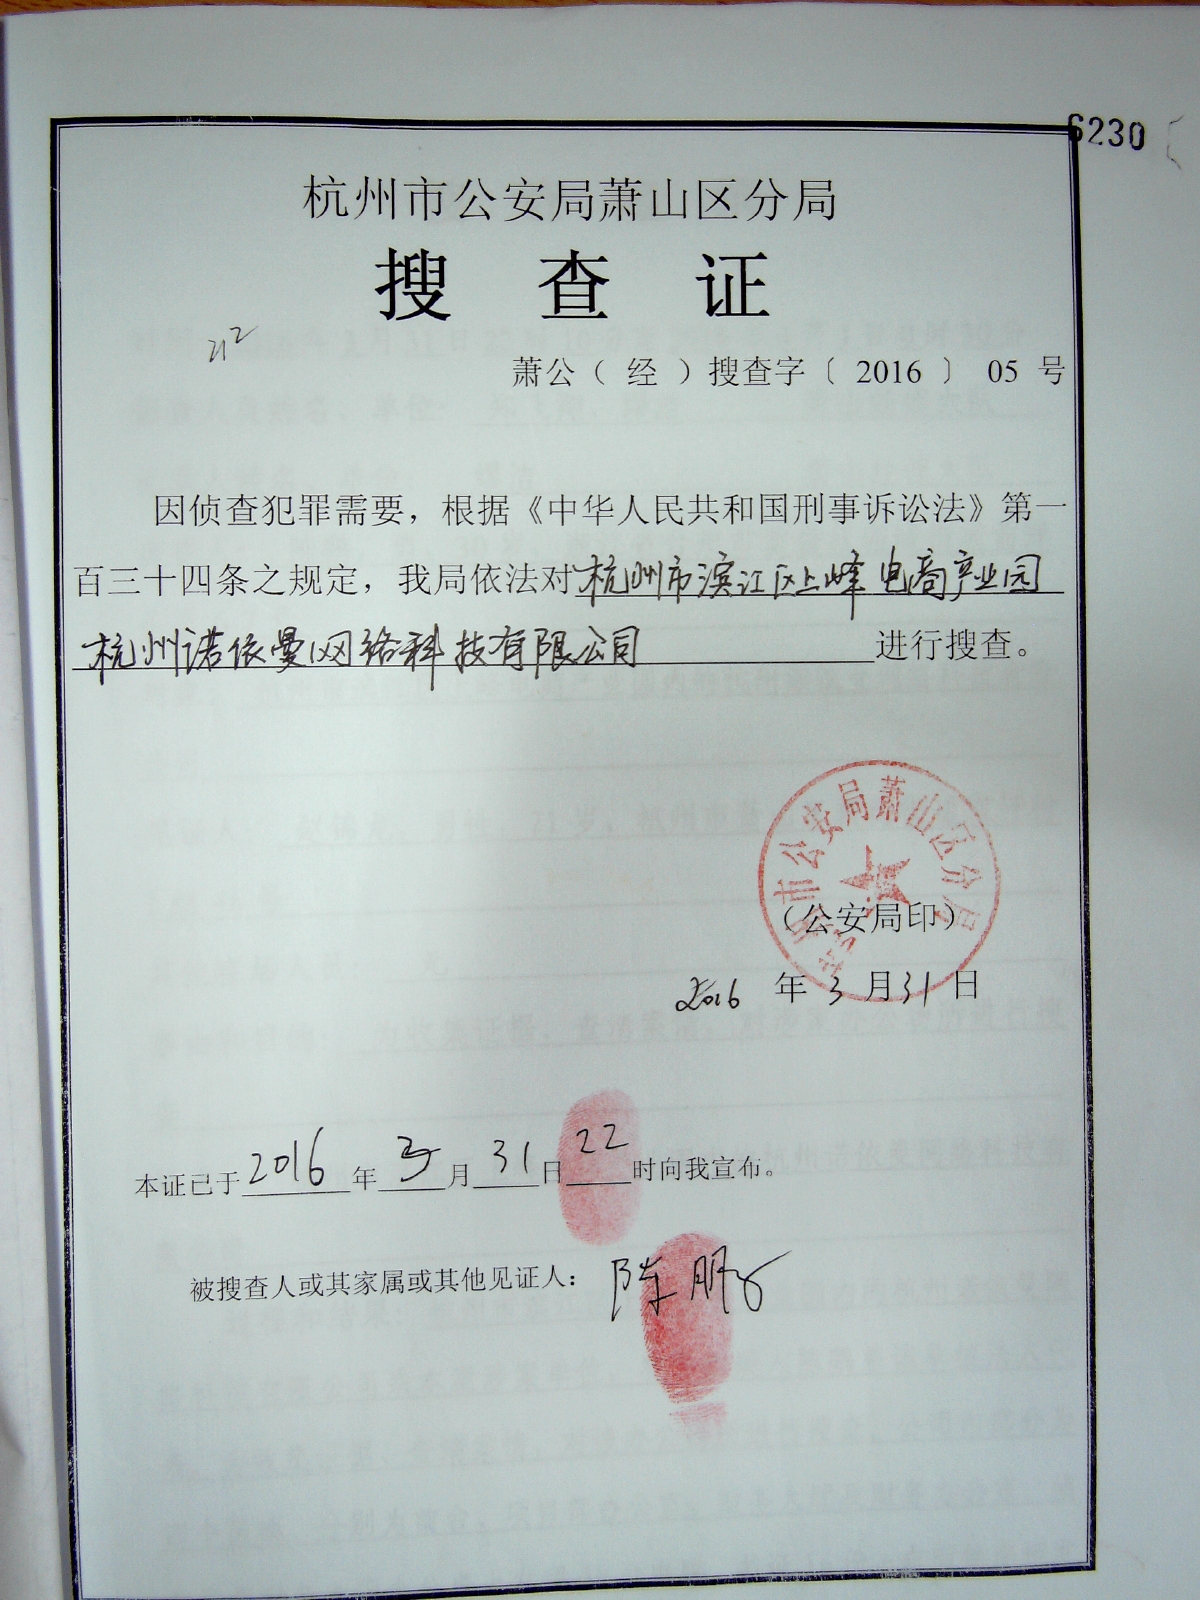 6230
杭州市公安局萧山区分局
搜 查 证
212
萧公（ 经 ）搜查字〔 2016 〕 05 号
因侦查犯罪需要，根据《中华人民共和国刑事诉讼法》第一
百三十四条之规定，我局依法对杭州市滨江区上峰电商产业园
杭州诺依曼网络科技有限公司进行搜查。
杭州市公安局萧山区分局
（公安局印）
2016 年 3 月 31 日
本证已于 2016 年 3 月 31 日 22 时向我宣布。
被搜查人或其家属或其他见证人： 陈朋